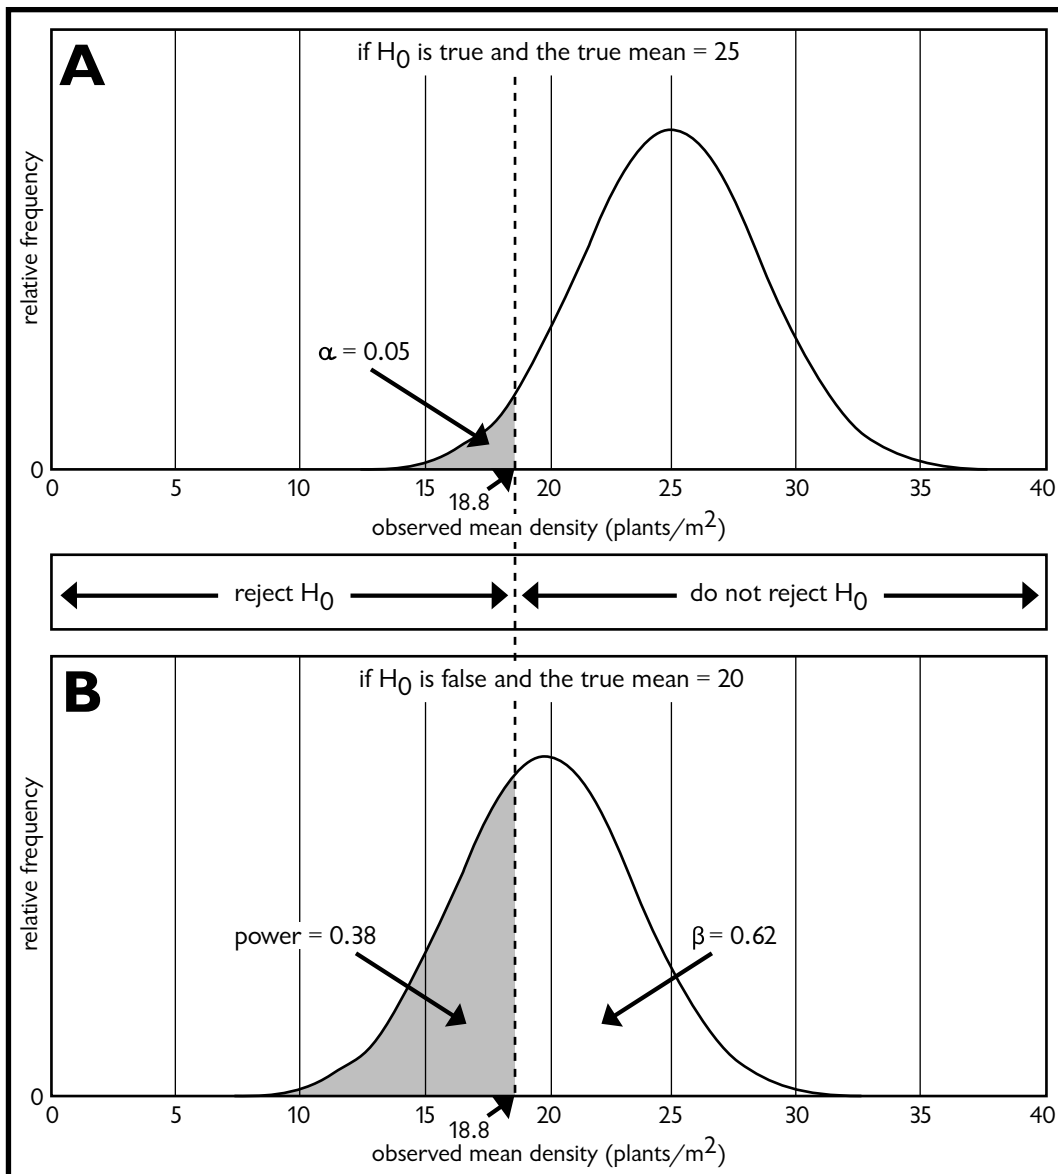 A
if H0 is true and the true mean = 25
relative frequency
α = 0.05
0
0 5 10 15 20 25 30 35 40
18.8
observed mean density (plants/m2)
reject H0
do not reject H0
B
if H0 is false and the true mean = 20
relative frequency
power = 0.38
β = 0.62
0
0 5 10 15 20 25 30 35 40
18.8
observed mean density (plants/m2)